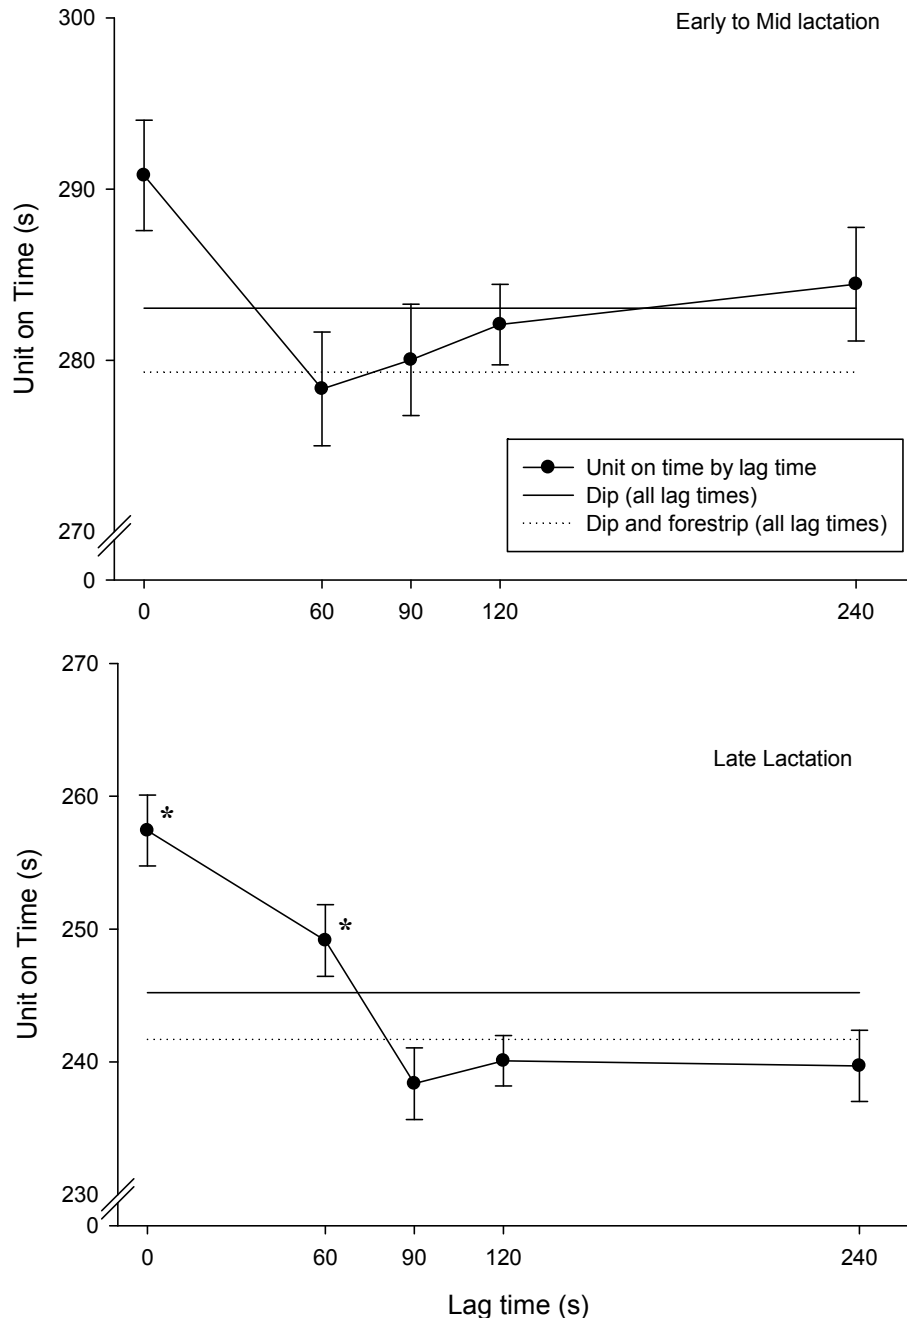 300
Early to Mid lactation
290
Unit on Time (s)
280
Unit on time by lag time
Dip (all lag times)
Dip and forestrip (all lag times)
270
0
0 60 90 120 240
270
Late Lactation
260
*
*
250
Unit on Time (s)
240
230
0
0 60 90 120 240
Lag time (s)